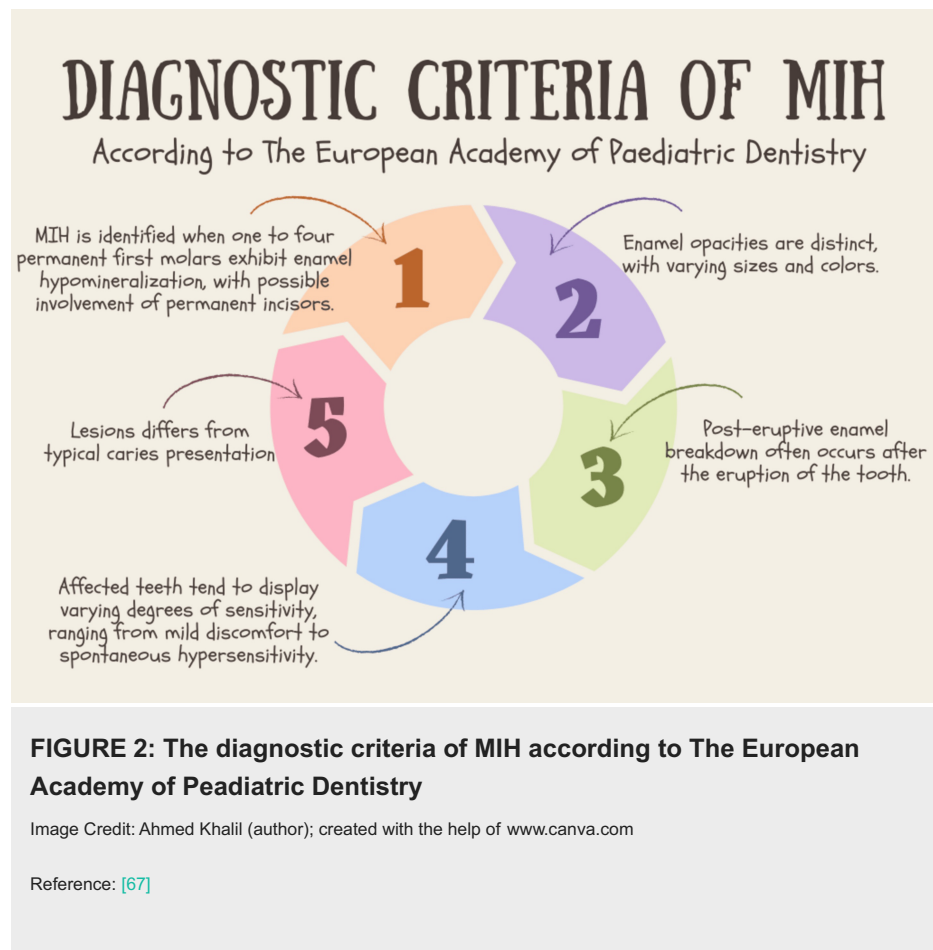 DIAGNOSTIC CRITERIA OF MIH
According to The European Academy of Paediatric Dentistry
MIH is identified when one to four
permanent first molars exhibit enamel
hypomineralization, with possible
involvement of permanent incisors.
1
2
Enamel opacities are distinct,
with varying sizes and colors.
3
Post-eruptive enamel
breakdown often occurs after
the eruption of the tooth.
4
Affected teeth tend to display
varying degrees of sensitivity,
ranging from mild discomfort to
spontaneous hypersensitivity.
5
Lesions differs from
typical caries presentation
FIGURE 2: The diagnostic criteria of MIH according to The European
Academy of Peadiatric Dentistry
Image Credit: Ahmed Khalil (author); created with the help of www.canva.com
Reference: [67]